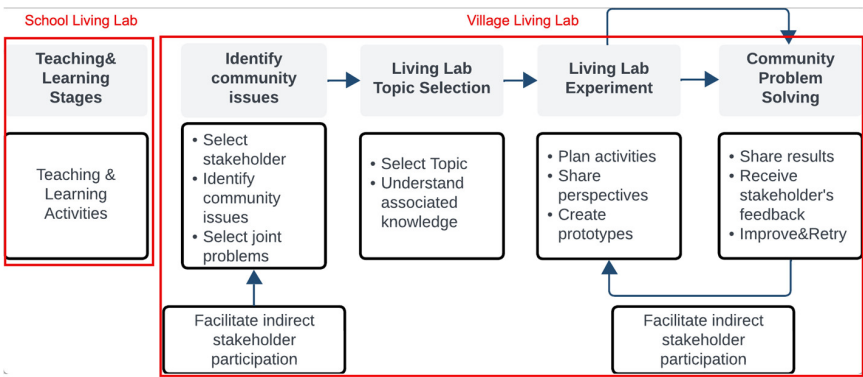 School Living Lab
Village Living Lab
Teaching&
Learning
Stages
Identify
community
issues
Living Lab
Topic Selection
Living Lab
Experiment
Community
Problem
Solving
Teaching &
Learning
Activities
• Select
stakeholder
• Identify
community
issues
• Select joint
problems
• Select Topic
• Understand
associated
knowledge
• Plan activities
• Share
perspectives
• Create
prototypes
• Share results
• Receive
stakeholder's
feedback
• Improve&Retry
Facilitate indirect
stakeholder
participation
Facilitate indirect
stakeholder
participation